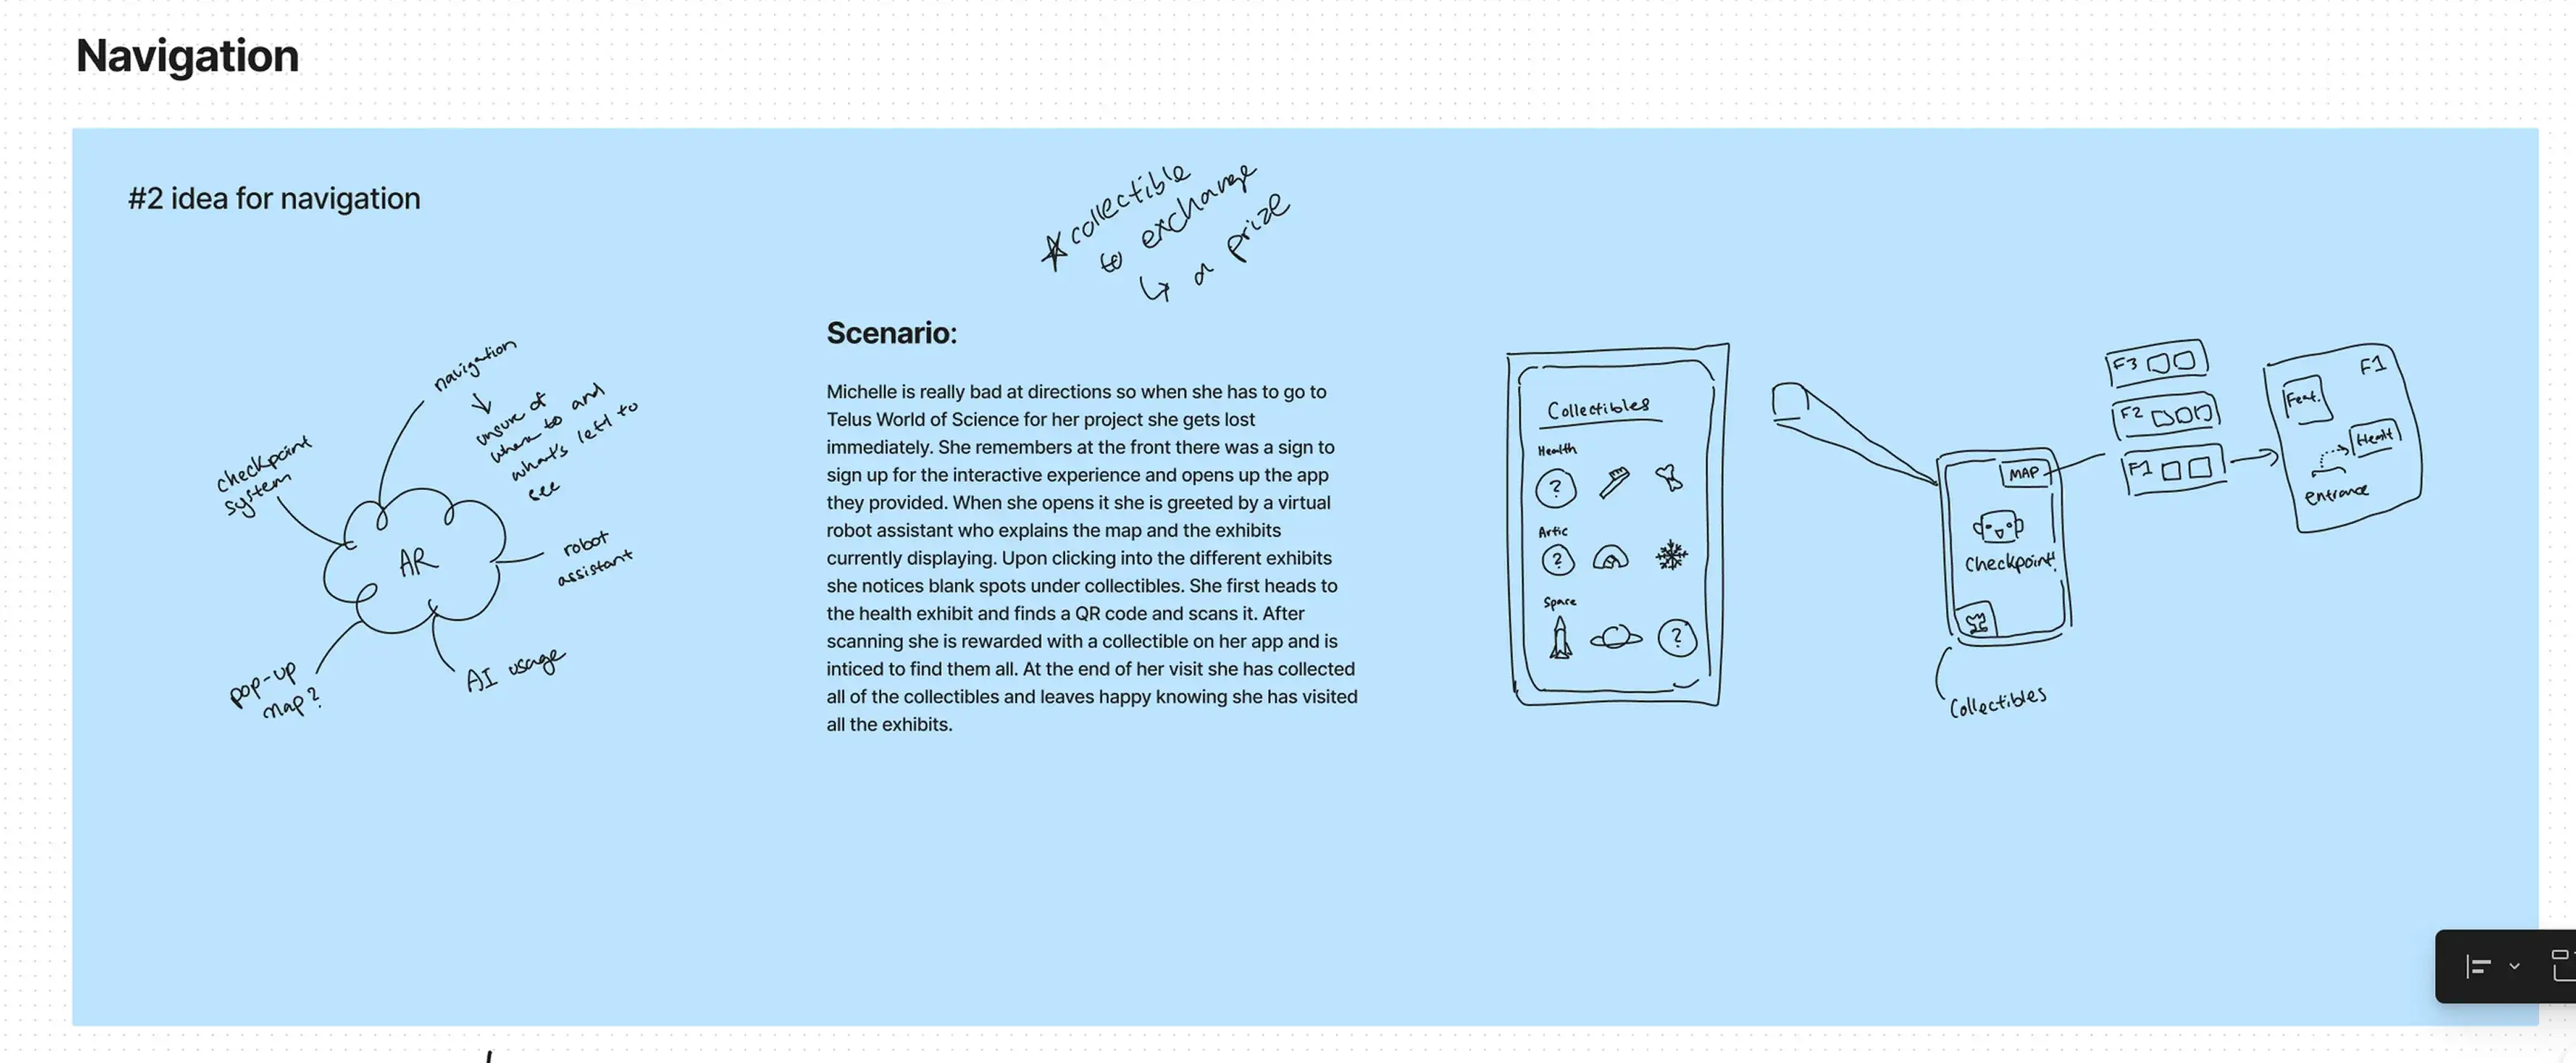 Navigation
#2 idea for navigation
collectible
to exchange
a prize
navigation
unsure of
where to and
what's left to
see
checkpoint
system
AR
robot
assistant
AI usage
pop-up
map?
Scenario:
Michelle is really bad at directions so when she has to go to
Telus World of Science for her project she gets lost
immediately. She remembers at the front there was a sign to
sign up for the interactive experience and opens up the app
they provided. When she opens it she is greeted by a virtual
robot assistant who explains the map and the exhibits
currently displaying. Upon clicking into the different exhibits
she notices blank spots under collectibles. She first heads to
the health exhibit and finds a QR code and scans it. After
scanning she is rewarded with a collectible on her app and is
inticed to find them all. At the end of her visit she has collected
all of the collectibles and leaves happy knowing she has visited
all the exhibits.
Collectibles
Health
?
Artic
?
Space
?
MAP
Checkpoint!
Collectibles
F3
F2
F1
F1
Feat.
Healt
entrance